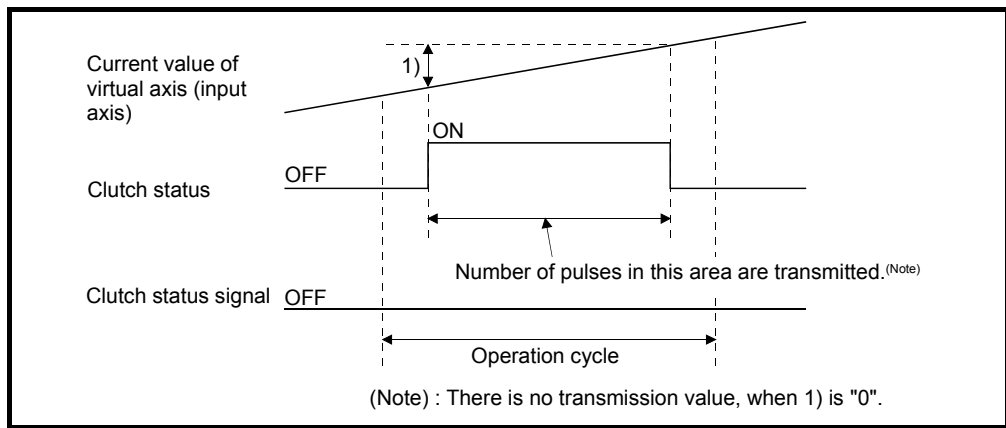 Current value of
virtual axis (input
axis)
1)
ON
OFF
Clutch status
Number of pulses in this area are transmitted.(Note)
Clutch status signal
OFF
Operation cycle
(Note) : There is no transmission value, when 1) is "0".